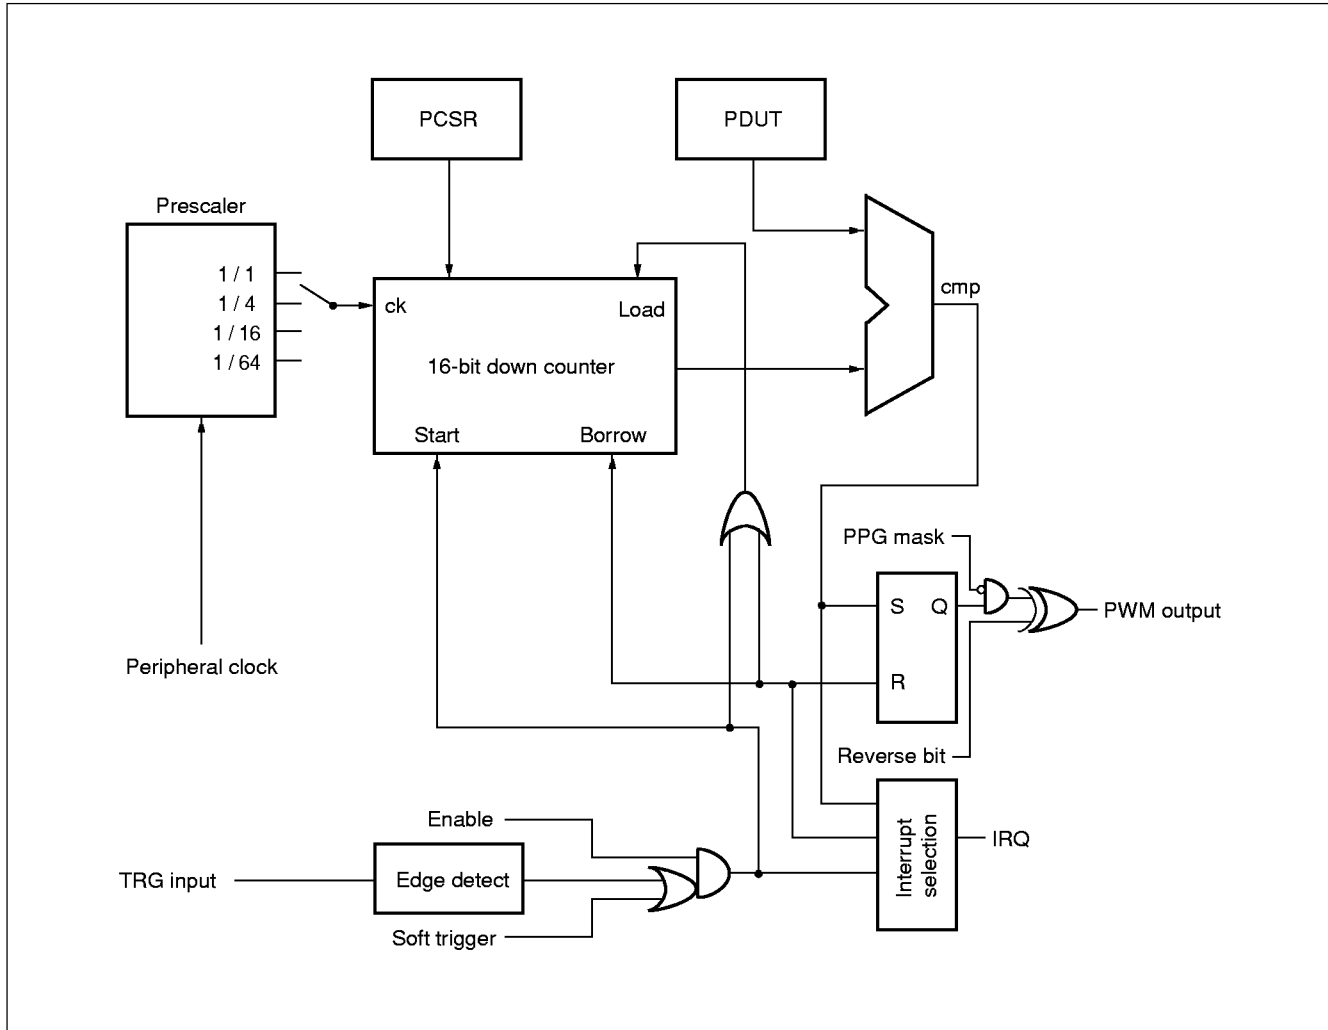 PCSR
PDUT
Prescaler
1 / 1
1 / 4
1 / 16
1 / 64
ck
Load
16-bit down counter
Start
Borrow
cmp
PPG mask
S
Q
PWM output
R
Peripheral clock
Reverse bit
Enable
TRG input
Edge detect
Soft trigger
Interrupt
selection
IRQ